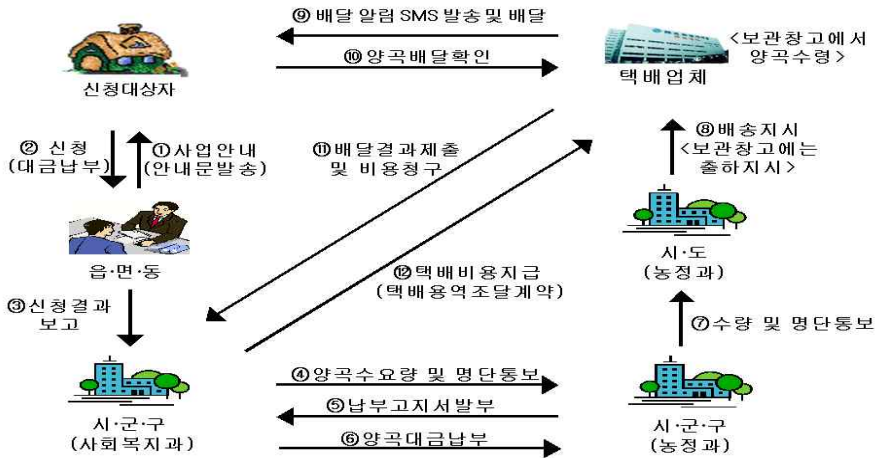 ⑨ 배달 알림 SMS 발송및 배달
⑩ 양곡배달확인
<보관창고에서
양곡수령>
신청대상자
택배업체
② 신청
(대금납부)
①사업안내
(안내문발송)
⑪배달결과제출
및 비용청구
⑧배송지시
<보관창고에는
출하지시>
읍·면·동
시·도
(농정과)
⑫택배비용지급
(택배용역조달계약)
③신청결과
보고
⑦수량 및 명단통보
④양곡수요량 및 명단통보
⑤납부고지서발부
⑥양곡대금납부
시·군·구
(사회복지과)
시·군·구
(농정과)